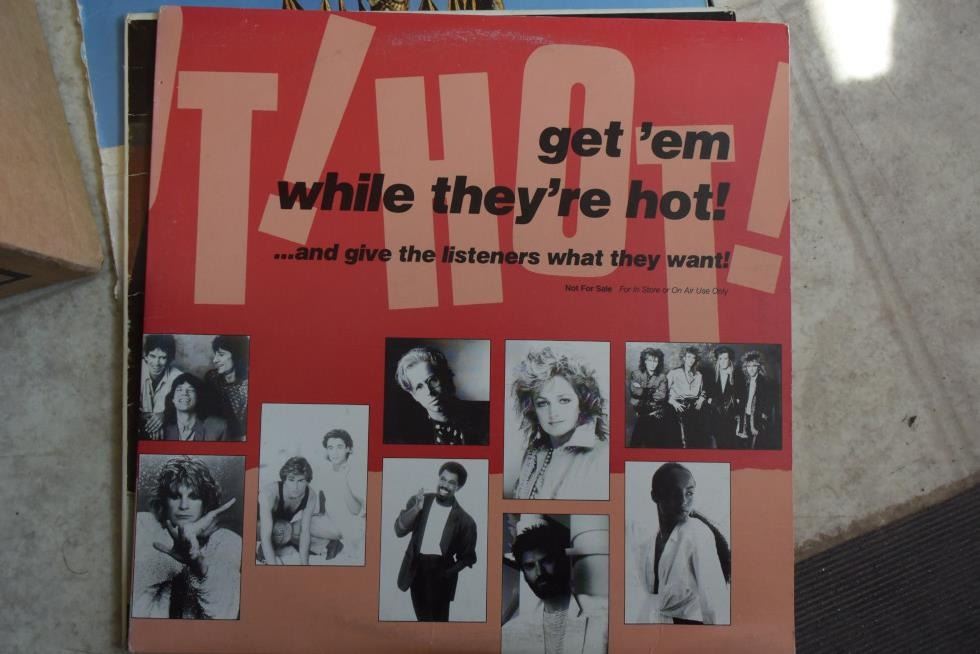 T'HOT!
get 'em
while they're hot!
...and give the listeners what they want!
Not For Sale For In Store or On Air Use Only